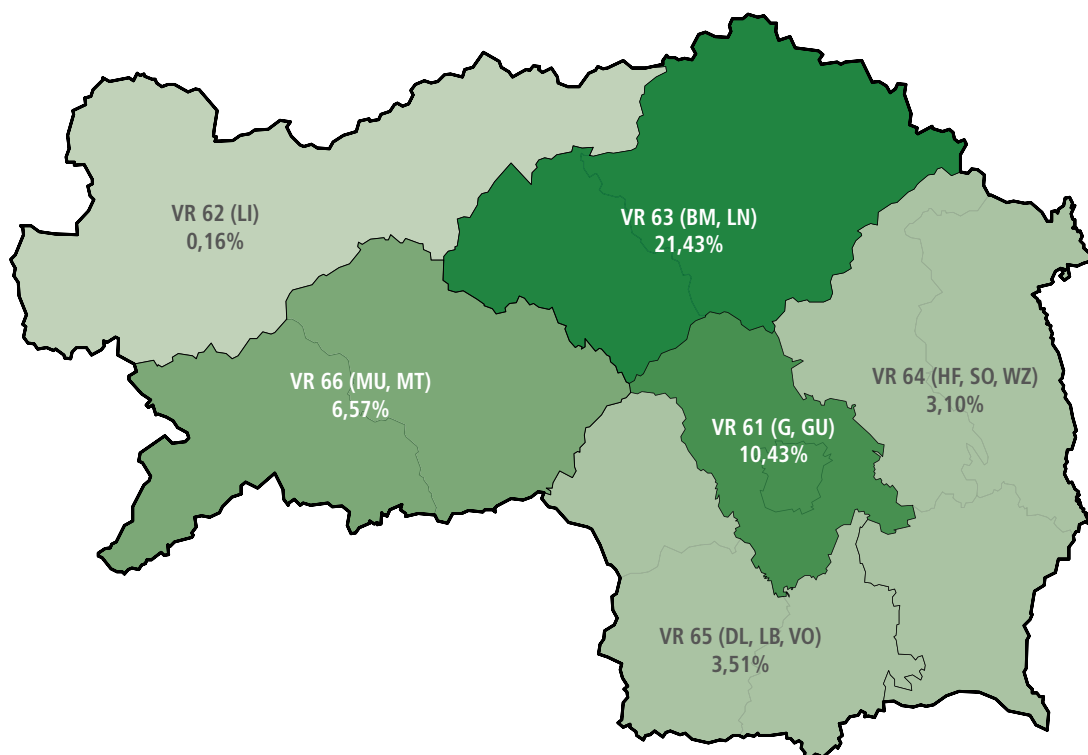 VR 62 (LI)
0,16%
VR 63 (BM, LN)
21,43%
VR 66 (MU, MT)
6,57%
VR 64 (HF, SO, WZ)
3,10%
VR 61 (G, GU)
10,43%
VR 65 (DL, LB, VO)
3,51%